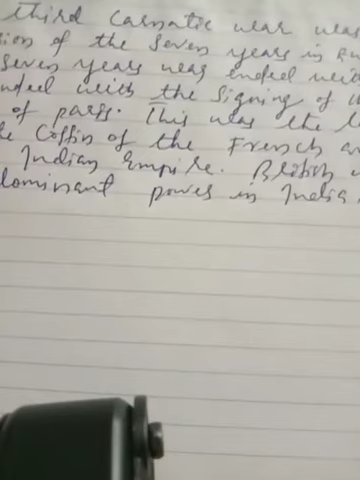 third Carnatic war was
of the seven years in
seven years was ended
with the signing of
of paris. This was the
Coffin of the French
Indian Empire. British
dominant power in India